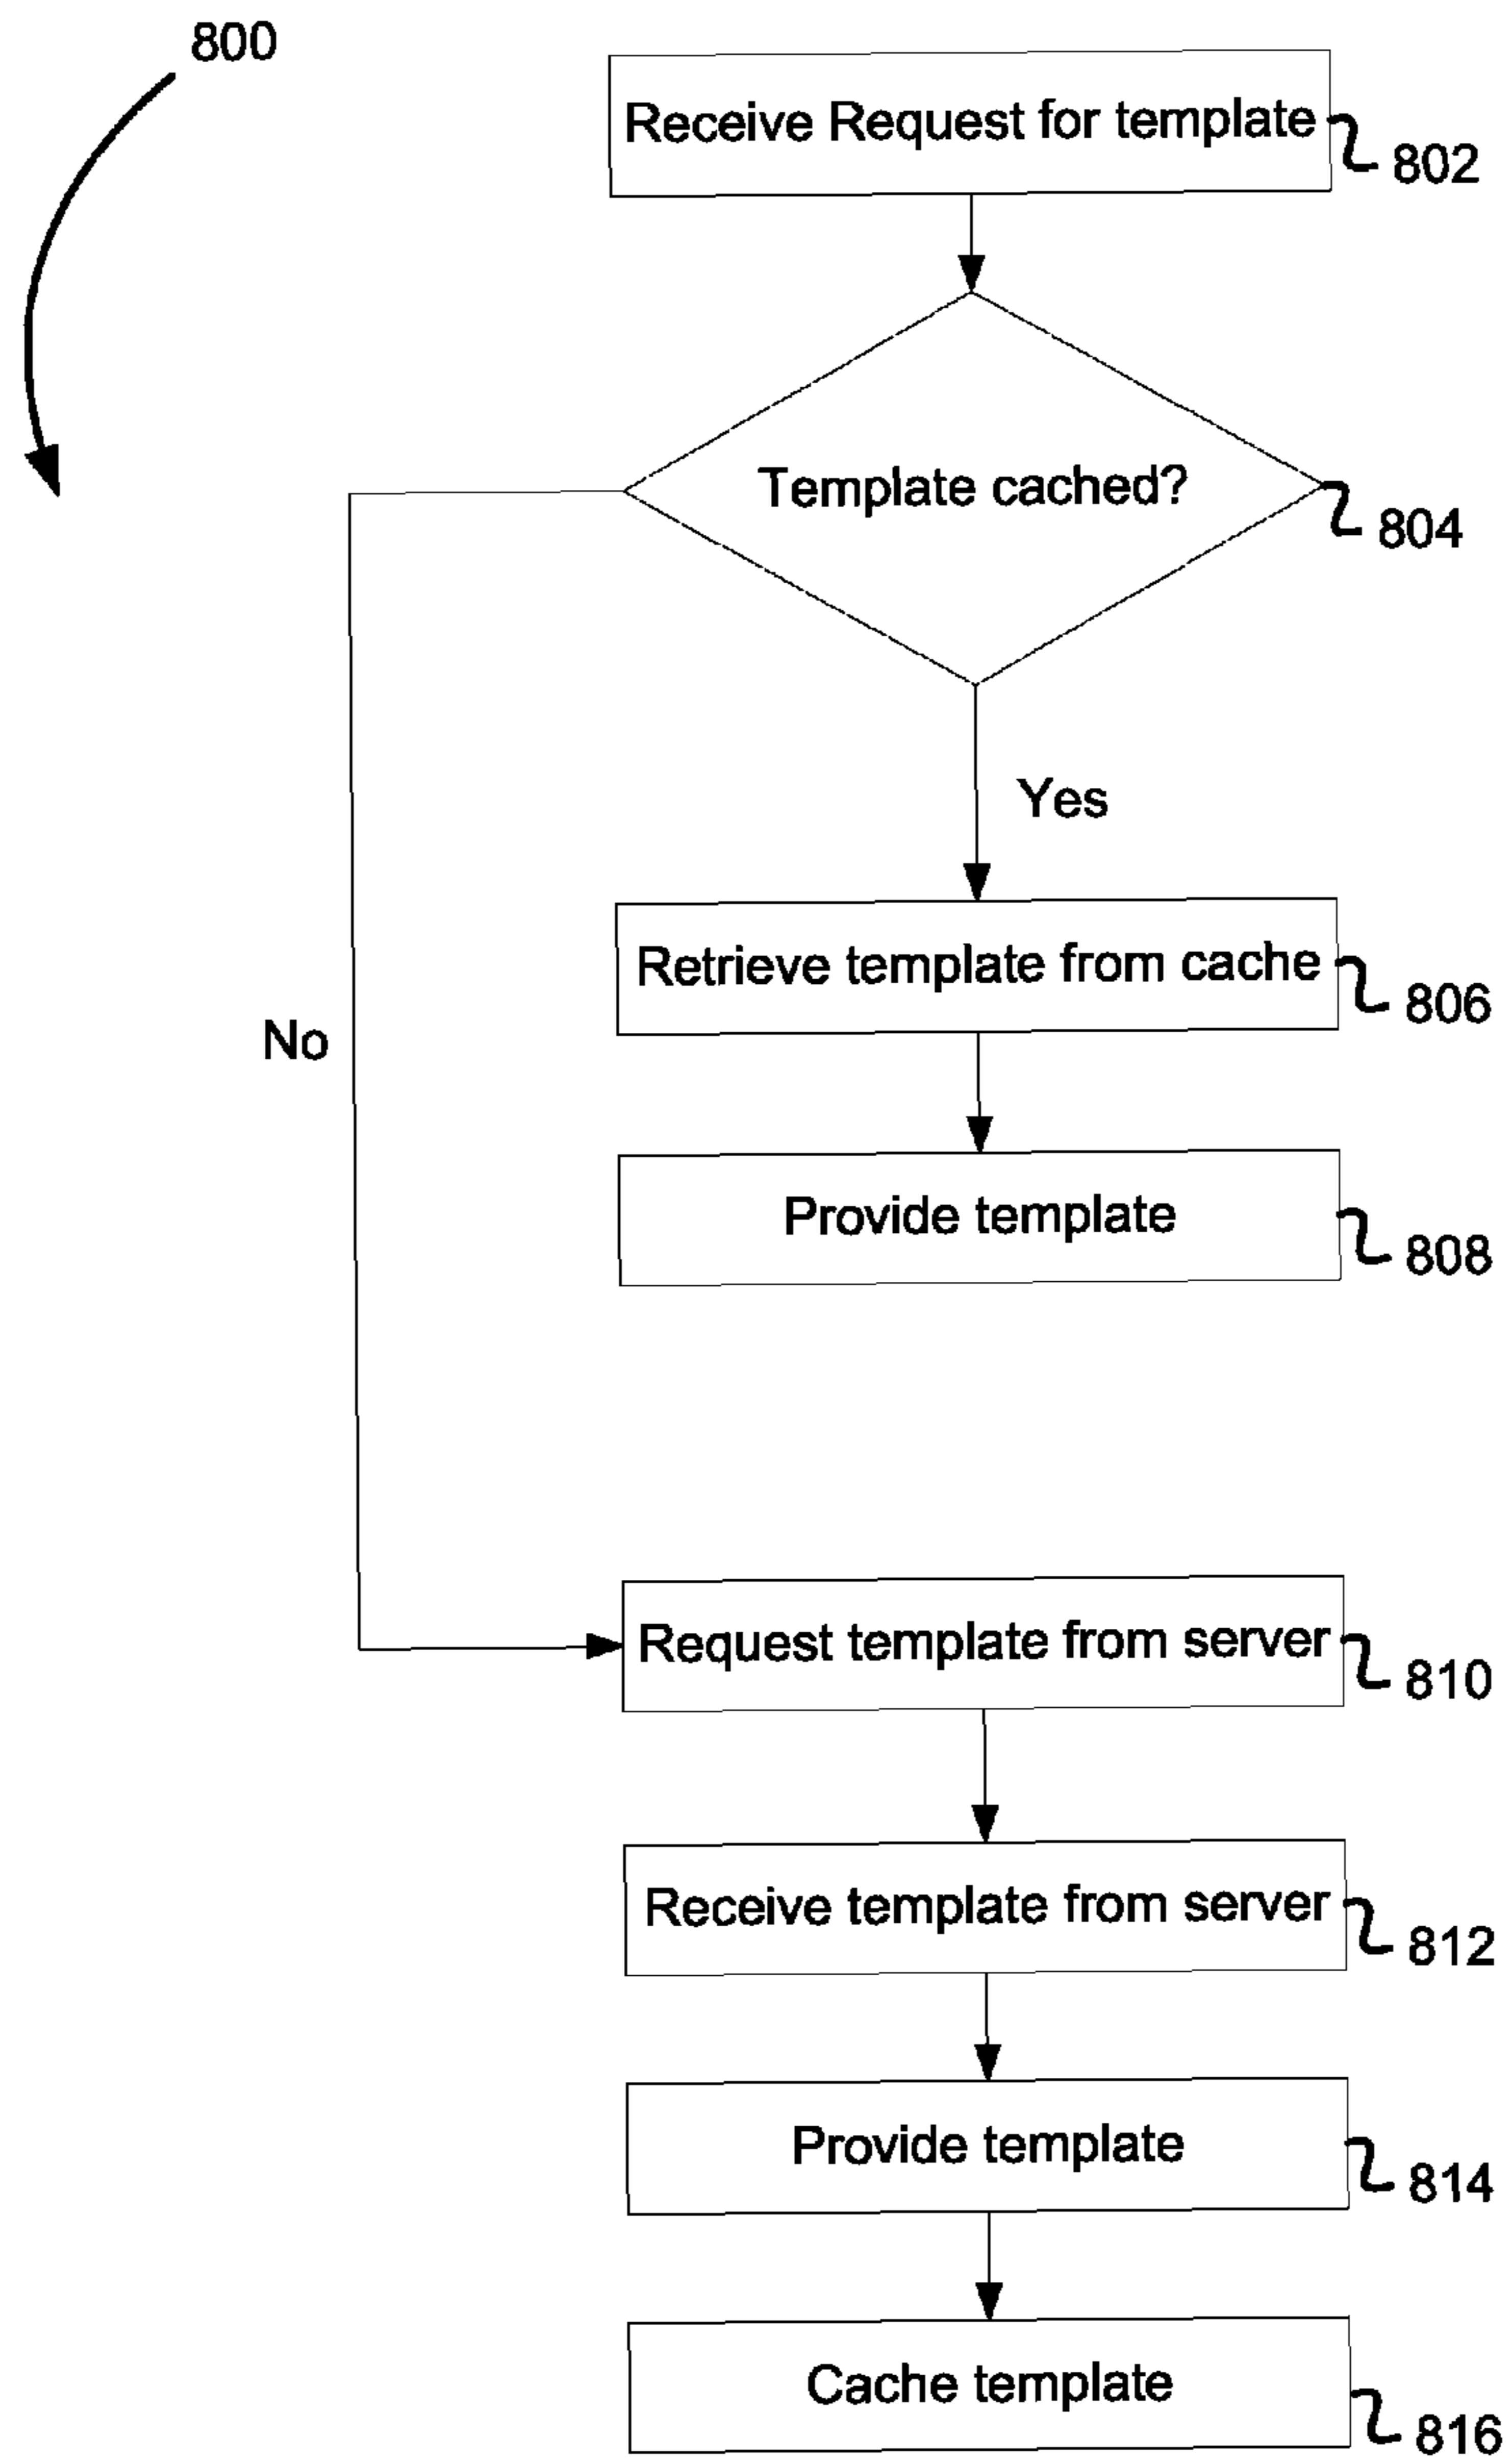 800
Receive Request for template
802
Template cached?
804
Yes
Retrieve template from cache
806
No
Provide template
808
Request template from server
810
Receive template from server
812
Provide template
814
Cache template
816